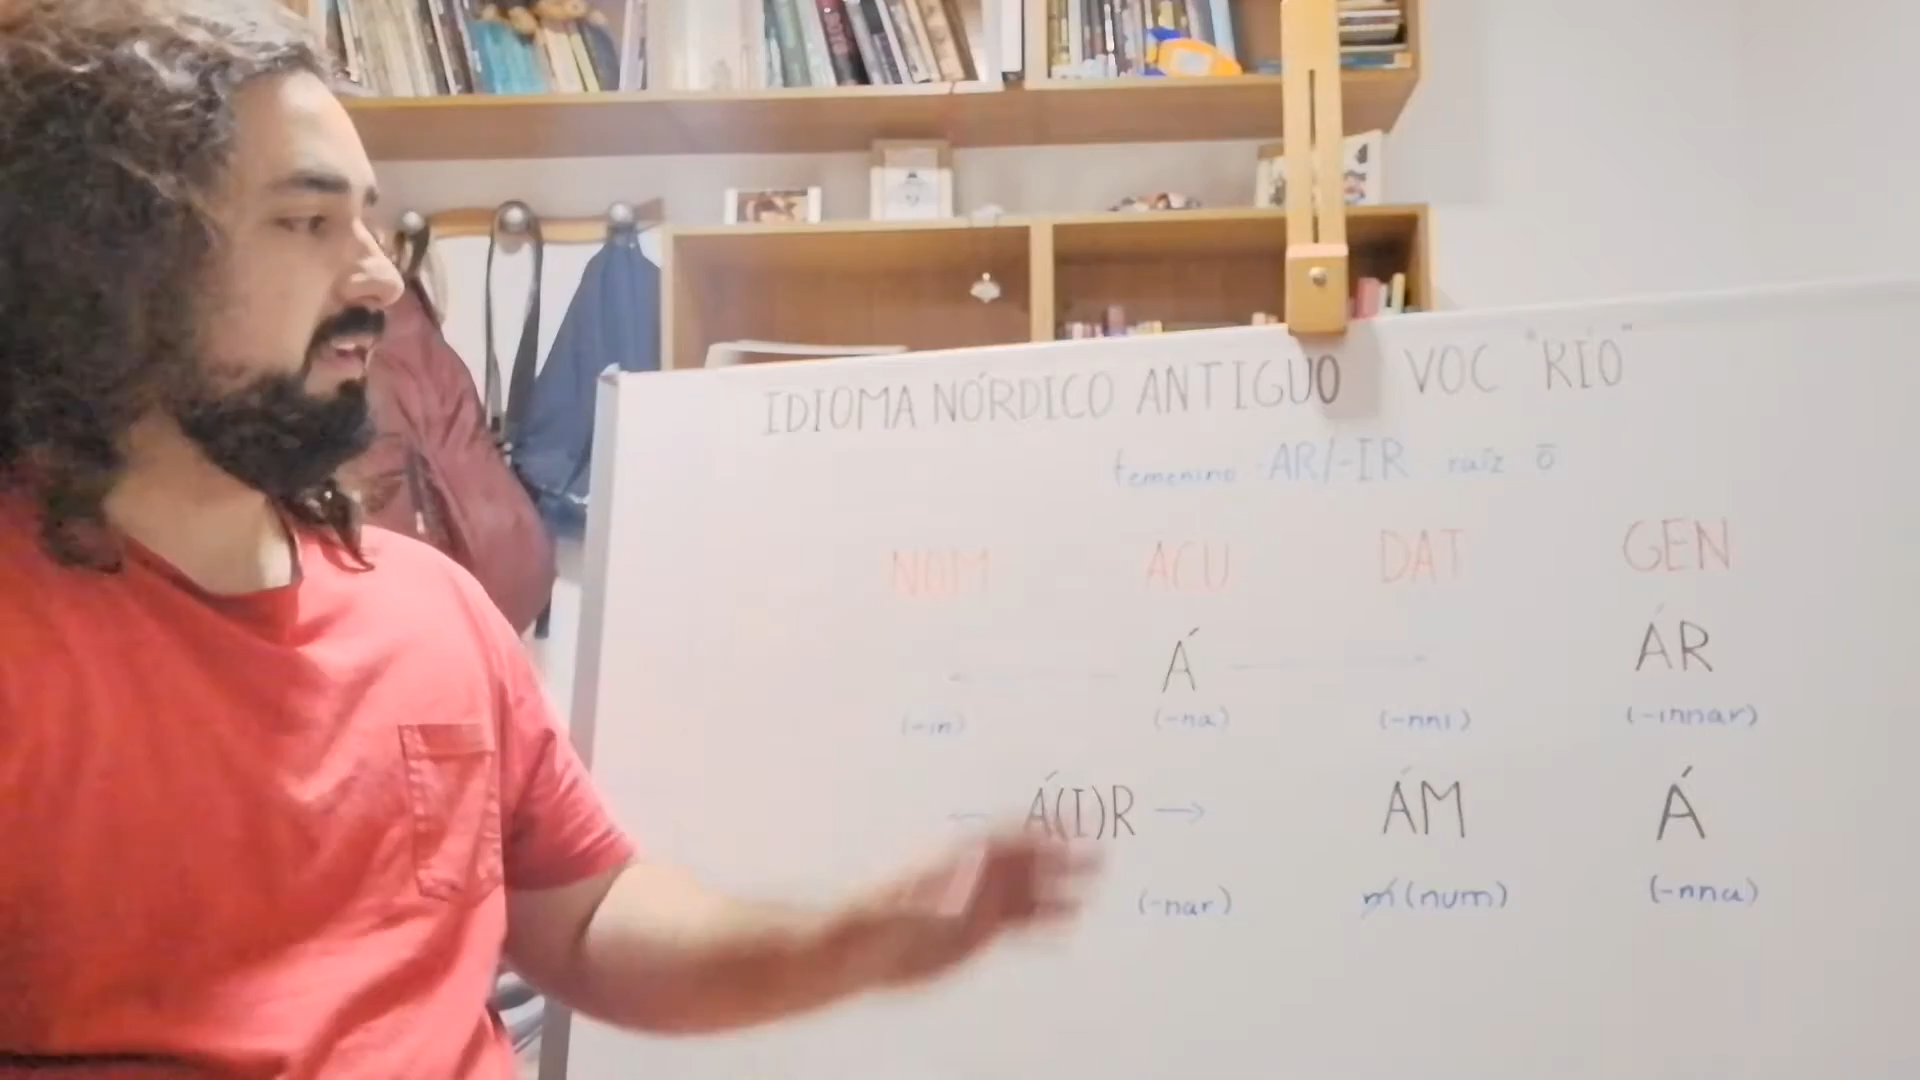 IDIOMA NÓRDICO ANTIGUO VOC "RÍO"
femenino -AR/-IR raíz ō
NOM ACU DAT GEN
Á ÁR
(-in) (-na) (-nni) (-innar)
Á(I)R → ÁM Á
(-nar) m (num) (-nna)